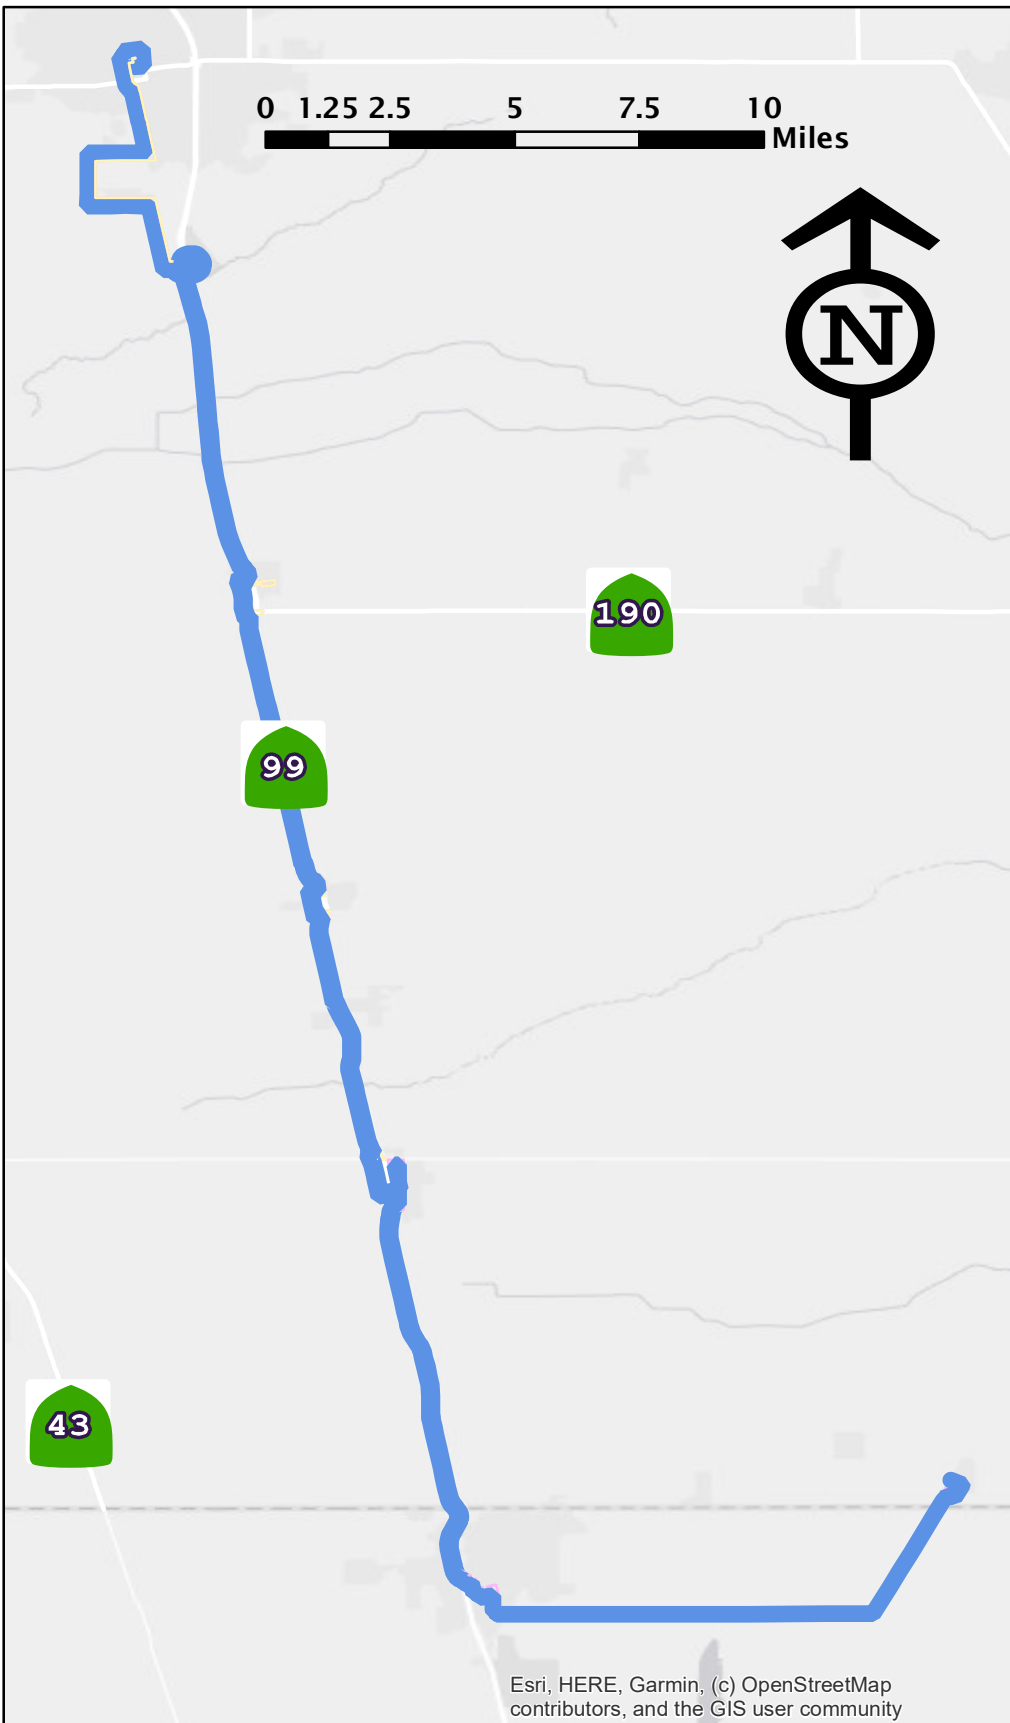 0 1.25 2.5 5 7.5 10
Miles
N
190
99
43
Esri, HERE, Garmin, (c) OpenStreetMap
contributors, and the GIS user community